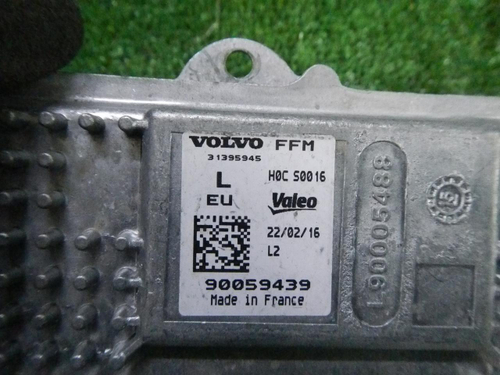 VOLVO FFM
31395945
L
H0C S0016
EU
Valeo
22/02/16
L2
90059439
Made in France
L90005488